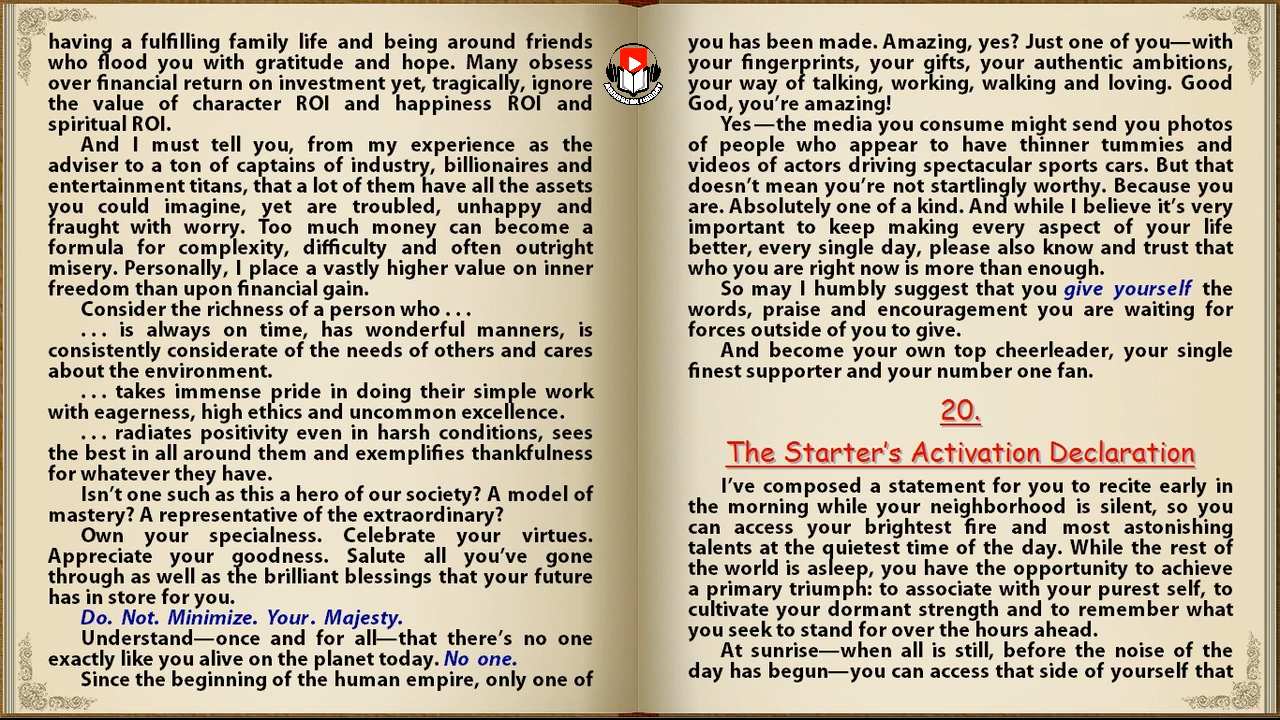 having a fulfilling family life and being around friends
who flood you with gratitude and hope. Many obsess
over financial return on investment yet, tragically, ignore
the value of character ROI and happiness ROI and
spiritual ROI.
And I must tell you, from my experience as the
adviser to a ton of captains of industry, billionaires and
entertainment titans, that a lot of them have all the assets
you could imagine, yet are troubled, unhappy and
fraught with worry. Too much money can become a
formula for complexity, difficulty and often outright
misery. Personally, I place a vastly higher value on inner
freedom than upon financial gain.
Consider the richness of a person who . . .
. . . is always on time, has wonderful manners, is
consistently considerate of the needs of others and cares
about the environment.
. . . takes immense pride in doing their simple work
with eagerness, high ethics and uncommon excellence.
. . . radiates positivity even in harsh conditions, sees
the best in all around them and exemplifies thankfulness
for whatever they have.
Isn’t one such as this a hero of our society? A model of
mastery? A representative of the extraordinary?
Own your specialness. Celebrate your virtues.
Appreciate your goodness. Salute all you’ve gone
through as well as the brilliant blessings that your future
has in store for you.
Do. Not. Minimize. Your. Majesty.
Understand—once and for all—that there’s no one
exactly like you alive on the planet today. No one.
Since the beginning of the human empire, only one of
you has been made. Amazing, yes? Just one of you—with
your fingerprints, your gifts, your authentic ambitions,
your way of talking, working, walking and loving. Good
God, you’re amazing!
Yes—the media you consume might send you photos
of people who appear to have thinner tummies and
videos of actors driving spectacular sports cars. But that
doesn’t mean you’re not startlingly worthy. Because you
are. Absolutely one of a kind. And while I believe it’s very
important to keep making every aspect of your life
better, every single day, please also know and trust that
who you are right now is more than enough.
So may I humbly suggest that you give yourself the
words, praise and encouragement you are waiting for
forces outside of you to give.
And become your own top cheerleader, your single
finest supporter and your number one fan.
20.
The Starter’s Activation Declaration
I’ve composed a statement for you to recite early in
the morning while your neighborhood is silent, so you
can access your brightest fire and most astonishing
talents at the quietest time of the day. While the rest of
the world is asleep, you have the opportunity to achieve
a primary triumph: to associate with your purest self, to
cultivate your dormant strength and to remember what
you seek to stand for over the hours ahead.
At sunrise—when all is still, before the noise of the
day has begun—you can access that side of yourself that